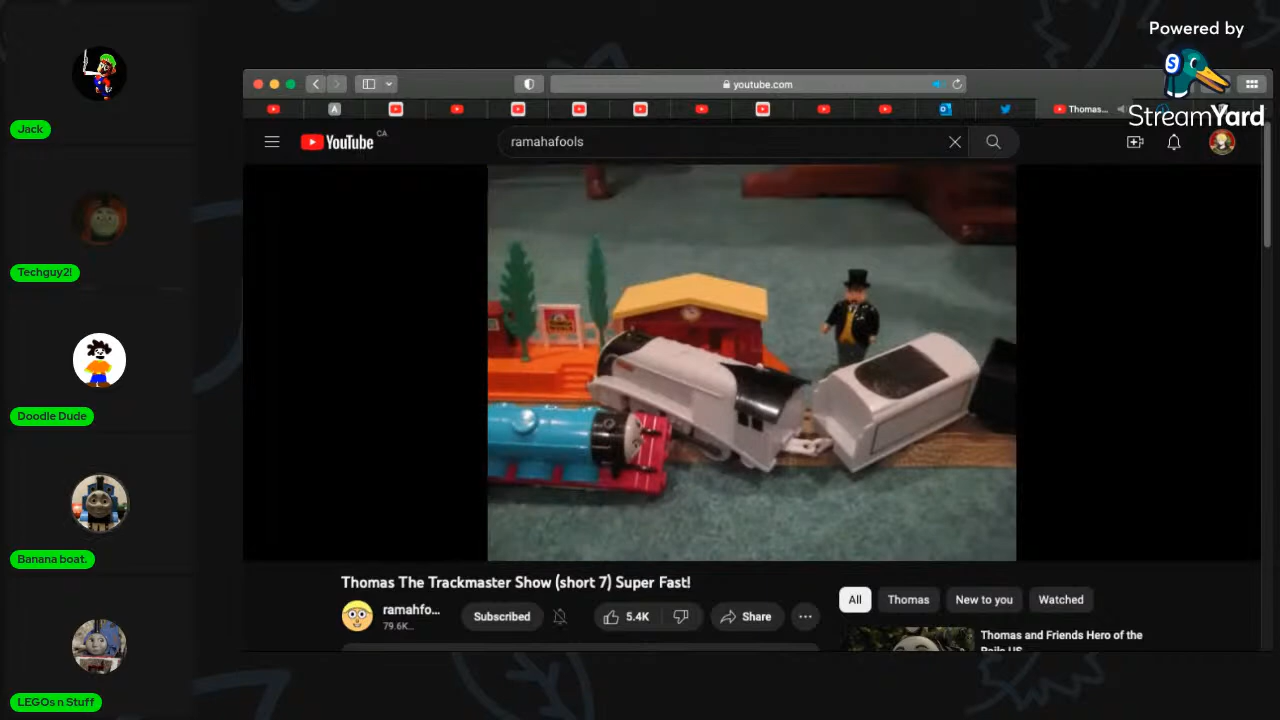 Powered by
S
StreamYard
youtube.com
A
Thomas...
YouTube
CA
ramahafools
Jack
Techguy2!
Doodle Dude
Banana boat.
LEGOs n Stuff
Thomas The Trackmaster Show (short 7) Super Fast!
ramahfo...
79.6K...
Subscribed
5.4K
Share
All
Thomas
New to you
Watched
Thomas and Friends Hero of the
Rails US